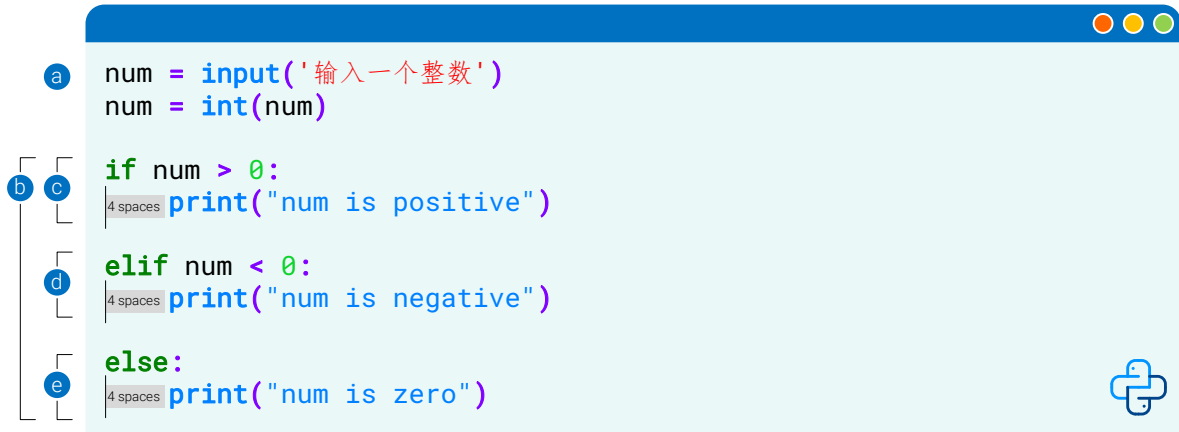 a num = input('输入一个整数')
num = int(num)
b c if num > 0:
4 spaces print("num is positive")
d elif num < 0:
4 spaces print("num is negative")
e else:
4 spaces print("num is zero")